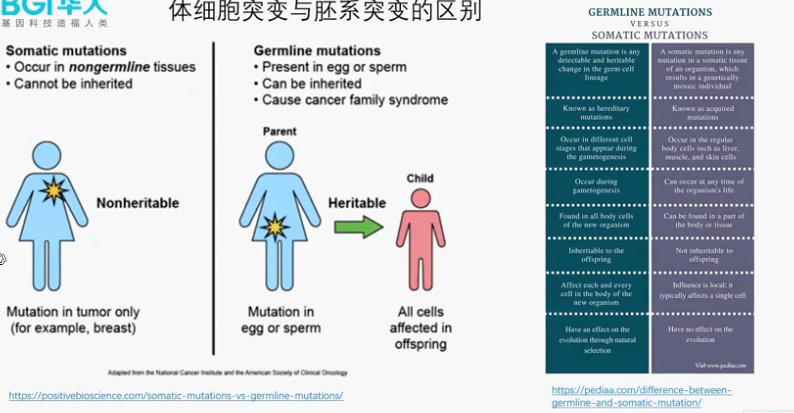 BGI华大
基因科技造福人类
体细胞突变与胚系突变的区别
Somatic mutations
• Occur in nongermline tissues
• Cannot be inherited
Nonheritable
Mutation in tumor only
(for example, breast)
Germline mutations
• Present in egg or sperm
• Can be inherited
• Cause cancer family syndrome
Parent
Heritable
Child
Mutation in
egg or sperm
All cells
affected in
offspring
Adapted from the National Cancer Institute and the American Society of Clinical Oncology
https://positivebioscience.com/somatic-mutations-vs-germline-mutations/
GERMLINE MUTATIONS
VERSUS
SOMATIC MUTATIONS
A germline mutation is any
detectable and heritable
change in the germ cell
lineage
A somatic mutation is any
mutation in a somatic tissue
of an organism, which
results in a genetically
mosaic individual
Known as hereditary
mutations
Known as acquired
mutations
Occur in different cell
stages that appear during
the gametogenesis
Occur in the regular
body cells such as liver,
muscle, and skin cells
Occur during
gametogenesis
Can occur at any time of
the organism's life
Found in all body cells
of the new organism
Can be found in a part of
the body or tissue
Inheritable to the
offspring
Not inheritable to
offspring
Affect each and every
cell in the body of the
new organism
Influence is local; it
typically affects a single cell
Have an effect on the
evolution through natural
selection
Have no effect on the
evolution
Visit www.pediaa.com
https://pediaa.com/difference-between-
germline-and-somatic-mutation/